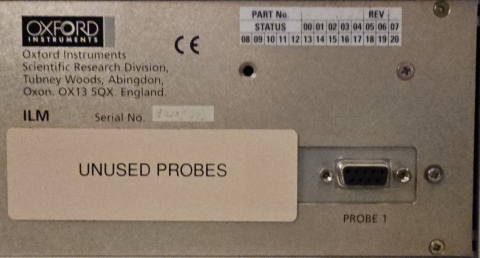 OXFORD
INSTRUMENTS
Oxford Instruments
Scientific Research Division,
Tubney Woods, Abingdon,
Oxon. OX13 5QX. England.
CE
PART No. REV
STATUS 00 01 02 03 04 05 06 07
08 09 10 11 12 13 14 15 16 17 18 19 20
ILM Serial No.
UNUSED PROBES
PROBE 1